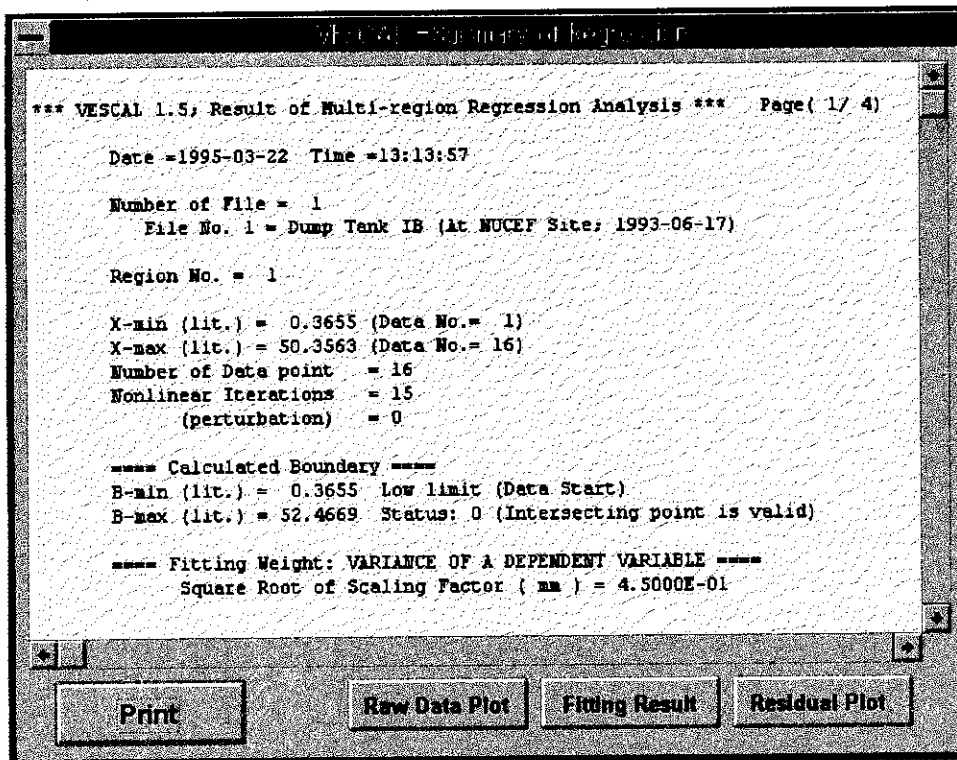 VESCAL - Summary of Regression
*** VESCAL 1.5; Result of Multi-region Regression Analysis *** Page( 1/ 4)
Date =1995-03-22 Time =13:13:57
Number of File = 1
File No. 1 = Dump Tank IB (At NUCEF Site; 1993-06-17)
Region No. = 1
X-min (lit.) = 0.3655 (Data No.= 1)
X-max (lit.) = 50.3563 (Data No.= 16)
Number of Data point = 16
Nonlinear Iterations = 15
(perturbation) = 0
==== Calculated Boundary ====
B-min (lit.) = 0.3655 Low limit (Data Start)
B-max (lit.) = 52.4669 Status: 0 (Intersecting point is valid)
==== Fitting Weight: VARIANCE OF A DEPENDENT VARIABLE ====
Square Root of Scaling Factor ( mm ) = 4.5000E-01
Print
Raw Data Plot
Fitting Result
Residual Plot